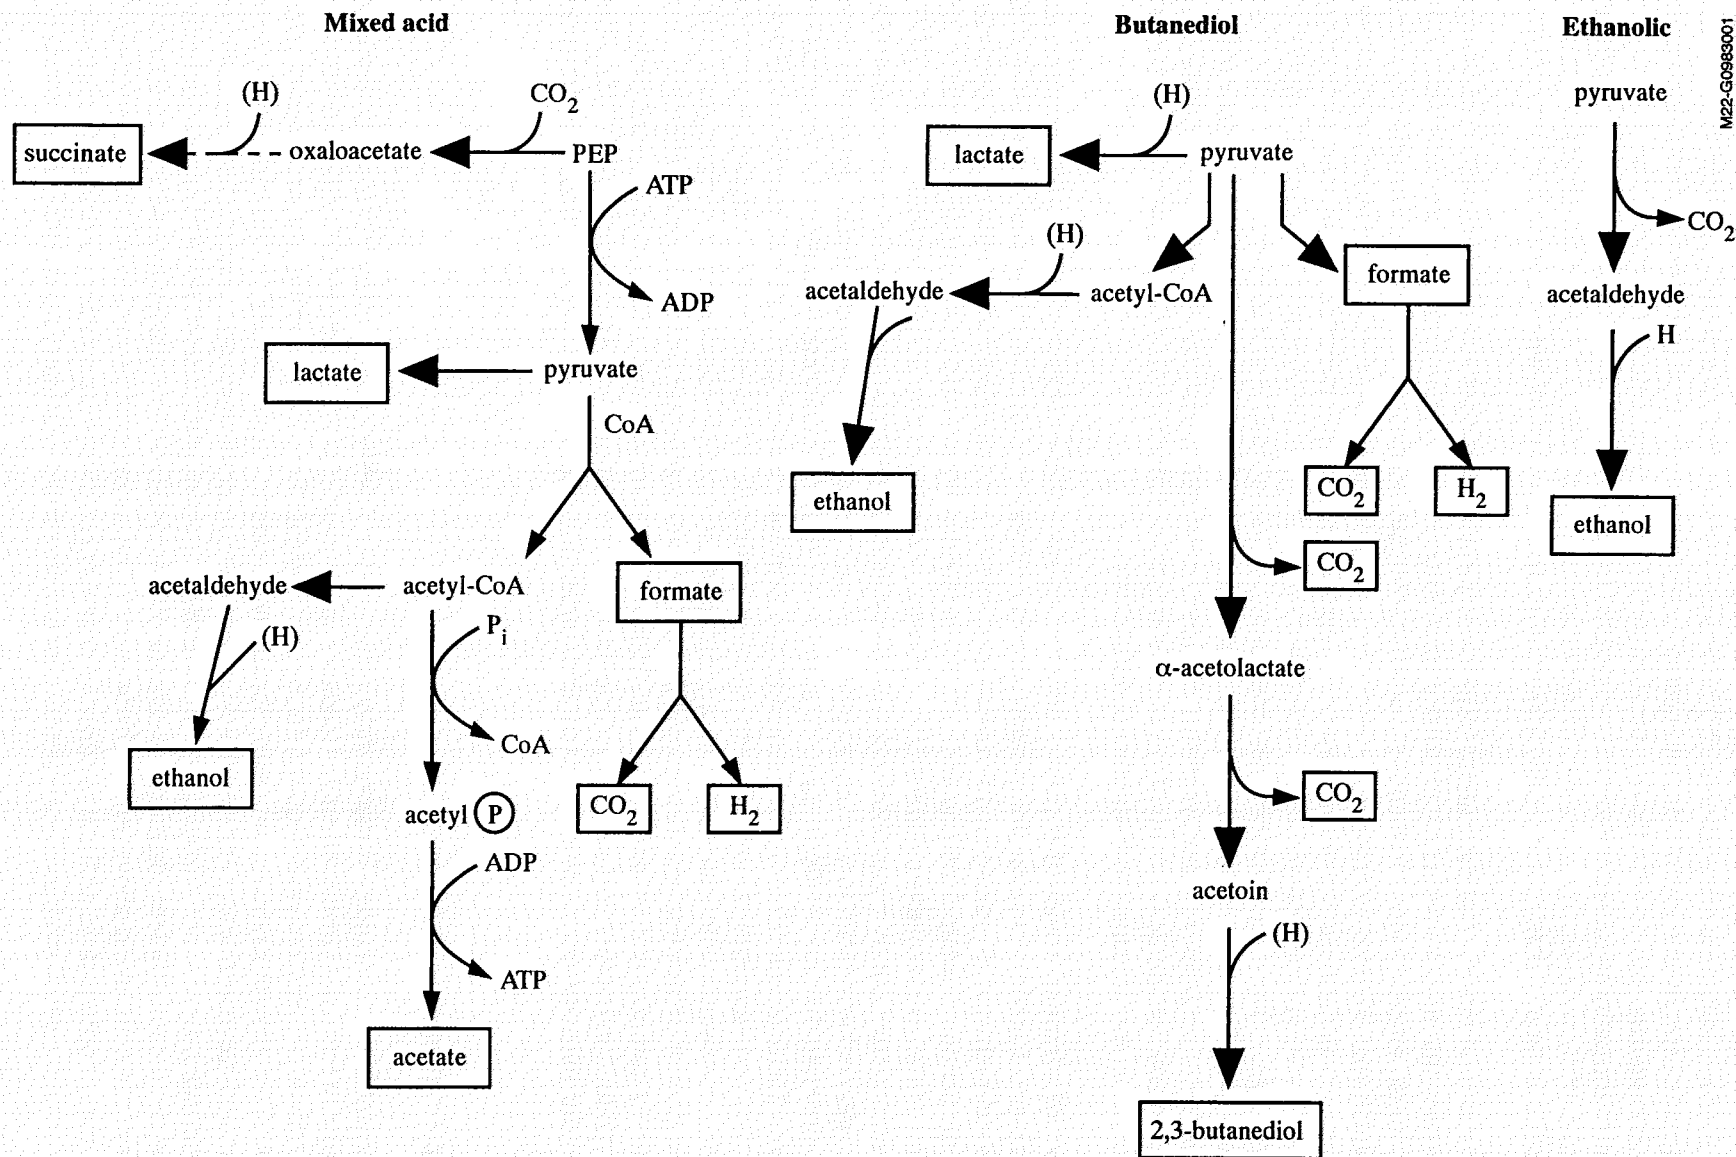 Mixed acid
(H)
CO2
succinate
oxaloacetate
PEP
ATP
ADP
lactate
pyruvate
CoA
acetaldehyde
acetyl-CoA
formate
(H)
Pi
CoA
ethanol
acetyl P
CO2
H2
ADP
ATP
acetate
Butanediol
(H)
lactate
pyruvate
(H)
acetaldehyde
acetyl-CoA
formate
ethanol
CO2
H2
CO2
α-acetolactate
CO2
acetoin
(H)
2,3-butanediol
Ethanolic
pyruvate
CO2
acetaldehyde
H
ethanol
M22-G0983001